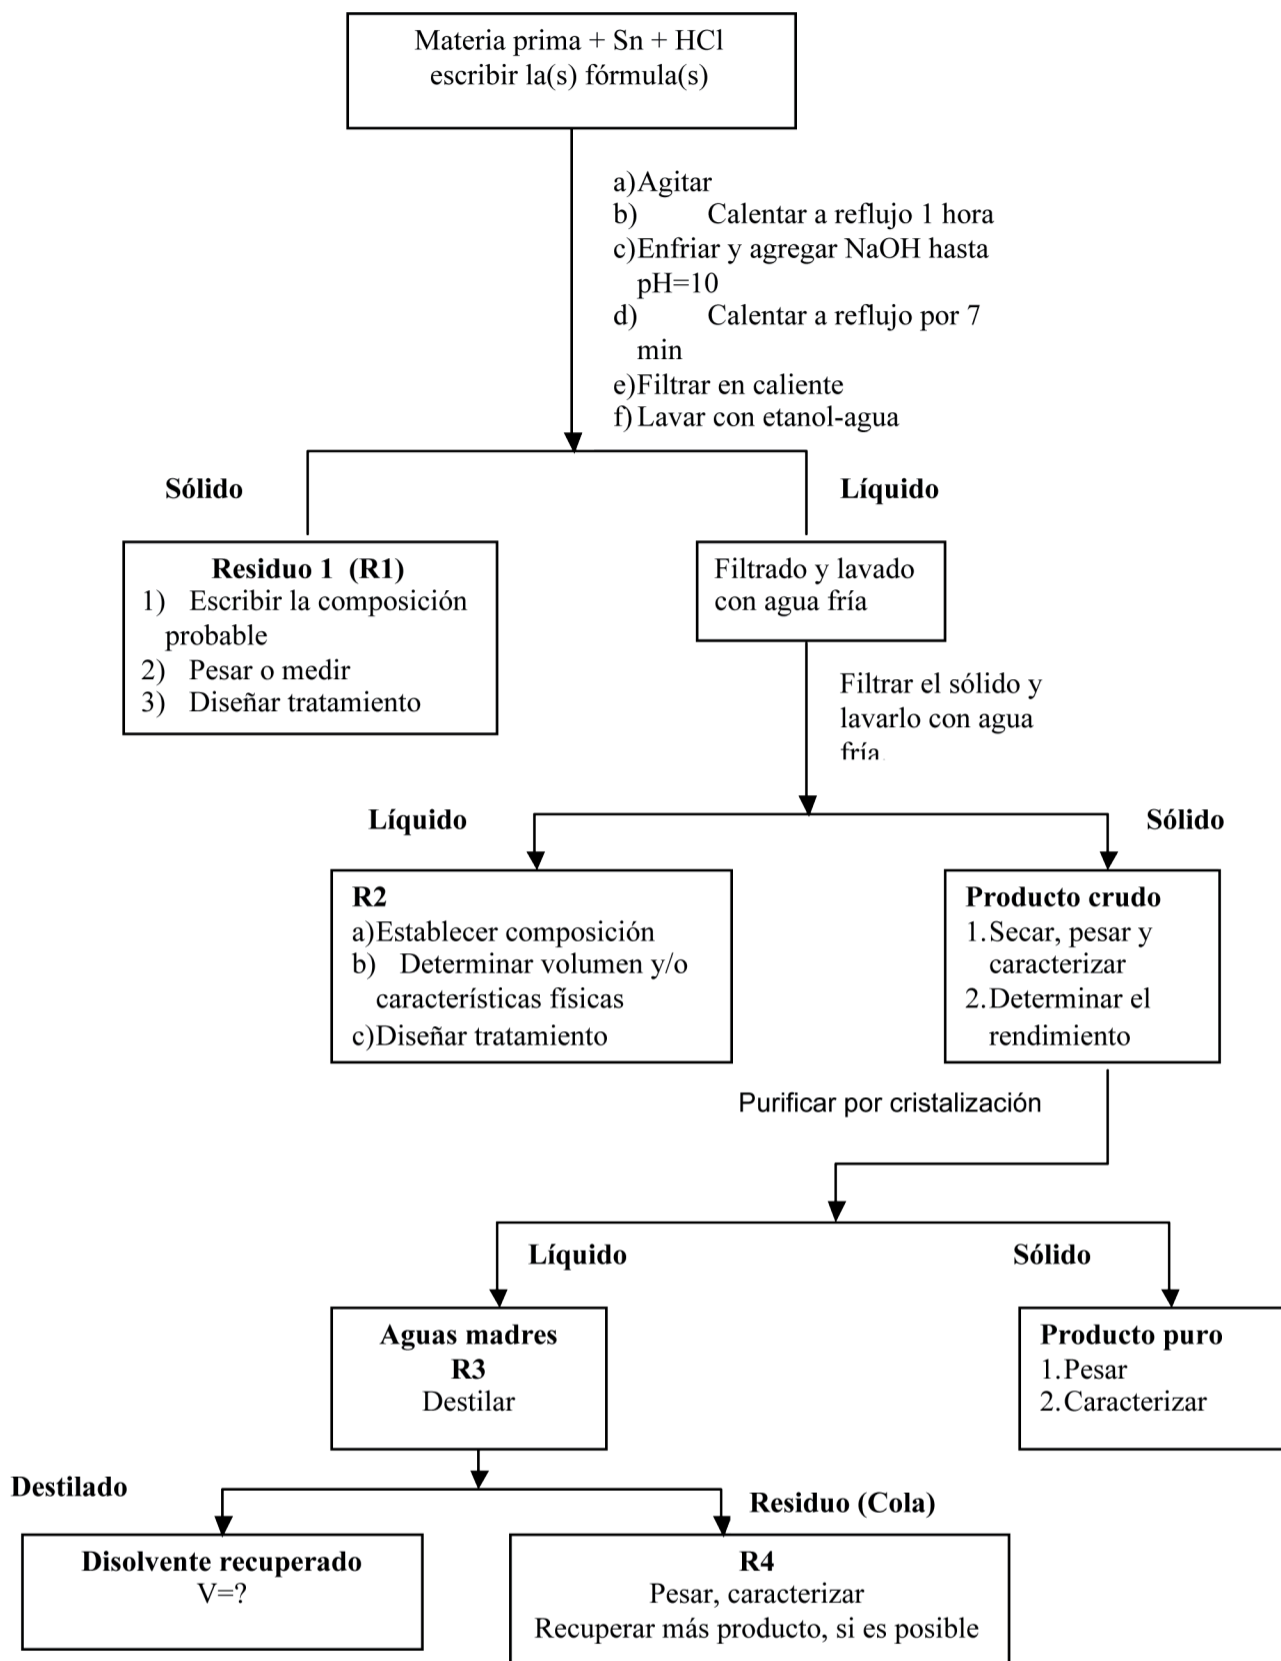 Materia prima + Sn + HCl
escribir la(s) fórmula(s)
a)Agitar
b) Calentar a reflujo 1 hora
c)Enfriar y agregar NaOH hasta
pH=10
d) Calentar a reflujo por 7
min
e)Filtrar en caliente
f) Lavar con etanol-agua
Sólido
Líquido
Residuo 1 (R1)
1) Escribir la composición
probable
2) Pesar o medir
3) Diseñar tratamiento
Filtrado y lavado
con agua fría
Filtrar el sólido y
lavarlo con agua
fría
Líquido
Sólido
R2
a)Establecer composición
b) Determinar volumen y/o
características físicas
c)Diseñar tratamiento
Producto crudo
1.Secar, pesar y
caracterizar
2.Determinar el
rendimiento
Purificar por cristalización
Líquido
Sólido
Aguas madres
R3
Destilar
Producto puro
1.Pesar
2.Caracterizar
Destilado
Residuo (Cola)
Disolvente recuperado
V=?
R4
Pesar, caracterizar
Recuperar más producto, si es posible